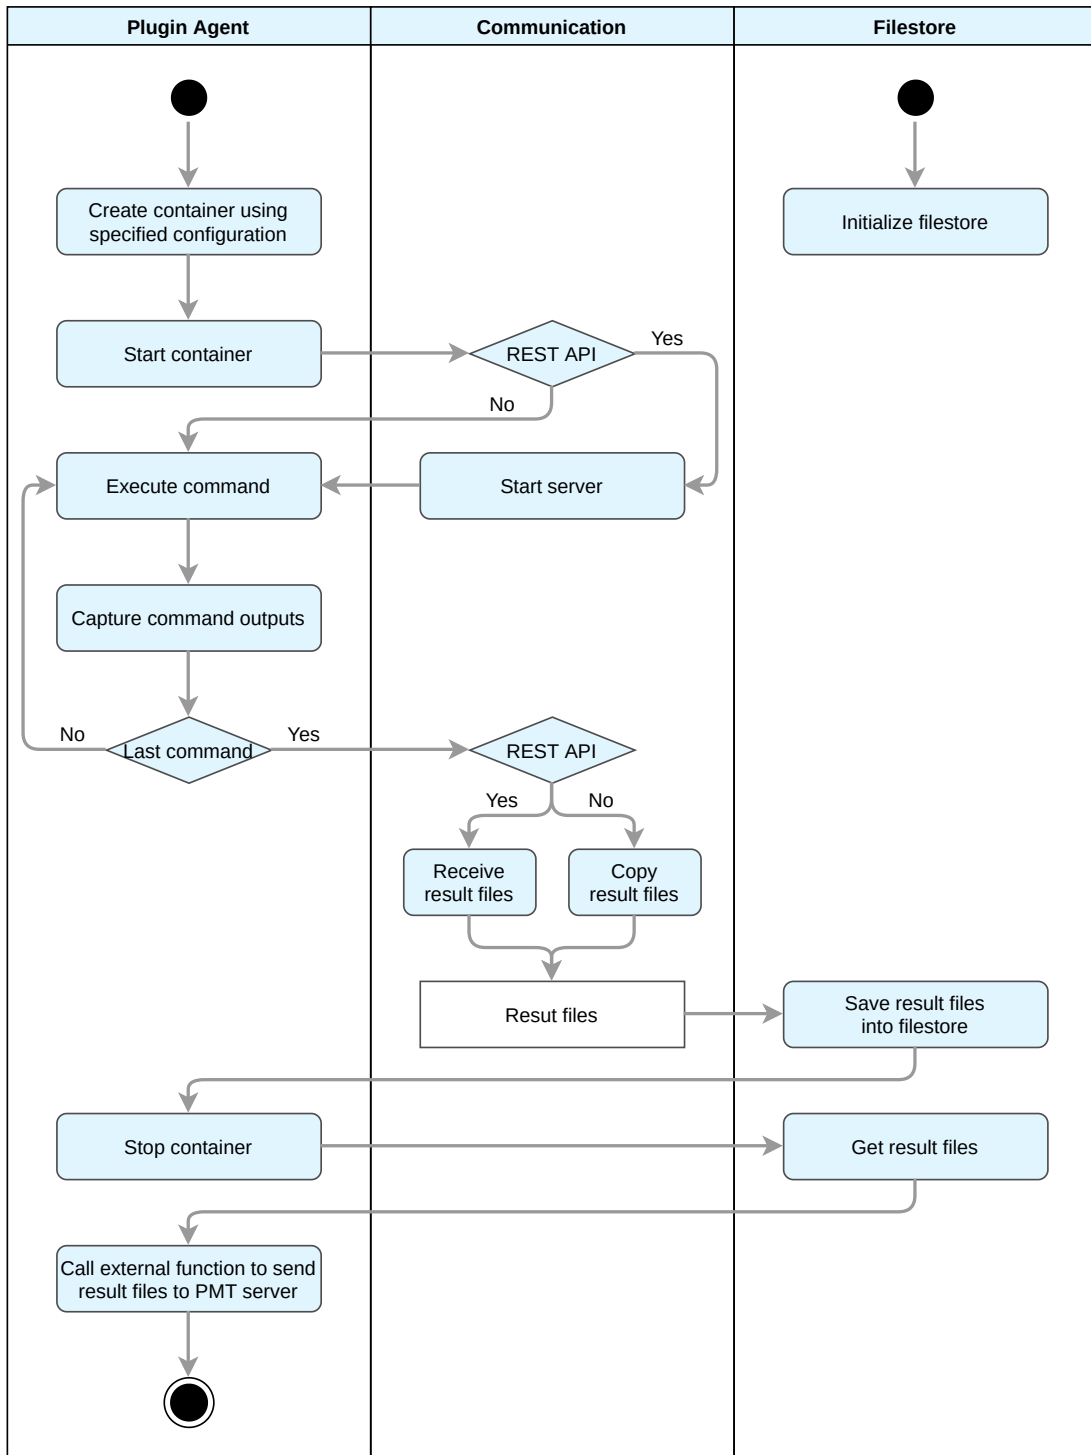 Plugin Agent
Communication
Filestore
Create container using
specified configuration
Initialize filestore
Start container
REST API
Yes
No
Execute command
Start server
Capture command outputs
Last command
No
Yes
REST API
Yes
No
Receive
result files
Copy
result files
Resut files
Save result files
into filestore
Stop container
Get result files
Call external function to send
result files to PMT server